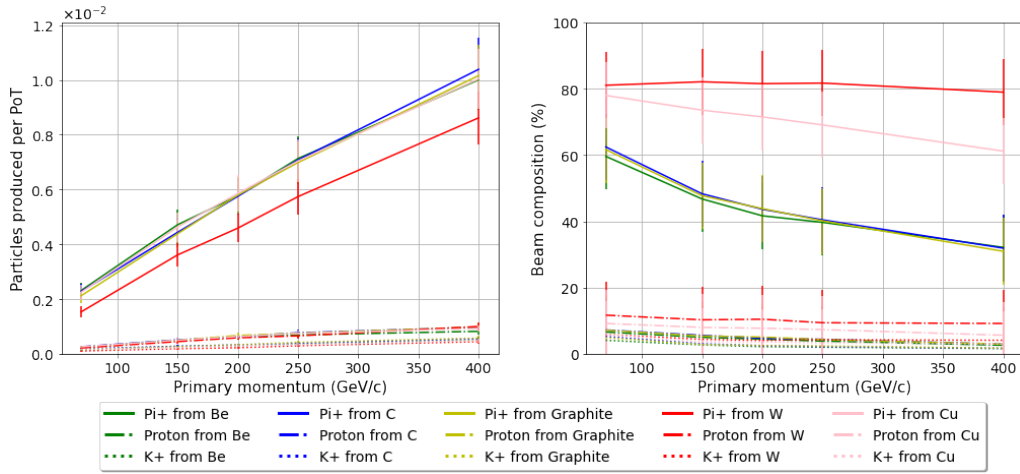 ×10⁻²
1.2
1.0
0.8
0.6
0.4
0.2
0.0
100 150 200 250 300 350 400
Primary momentum (GeV/c)
Particles produced per PoT
100
80
60
40
20
0
100 150 200 250 300 350 400
Primary momentum (GeV/c)
Beam composition (%)
Pi+ from Be Pi+ from C Pi+ from Graphite Pi+ from W Pi+ from Cu
Proton from Be Proton from C Proton from Graphite Proton from W Proton from Cu
K+ from Be K+ from C K+ from Graphite K+ from W K+ from Cu